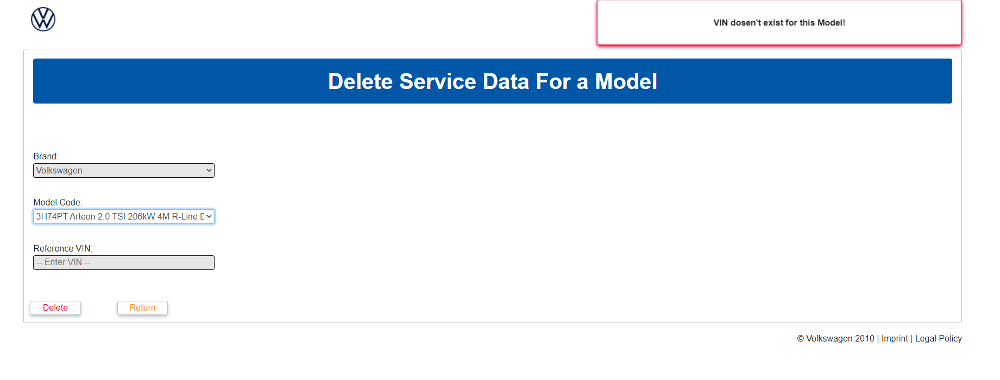 VIN dosen't exist for this Model!
Delete Service Data For a Model
Brand:
Volkswagen
Model Code:
3H74PT Arteon 2.0 TSI 206kW 4M R-Line D
Reference VIN:
-- Enter VIN --
Delete Return
© Volkswagen 2010 | Imprint | Legal Policy